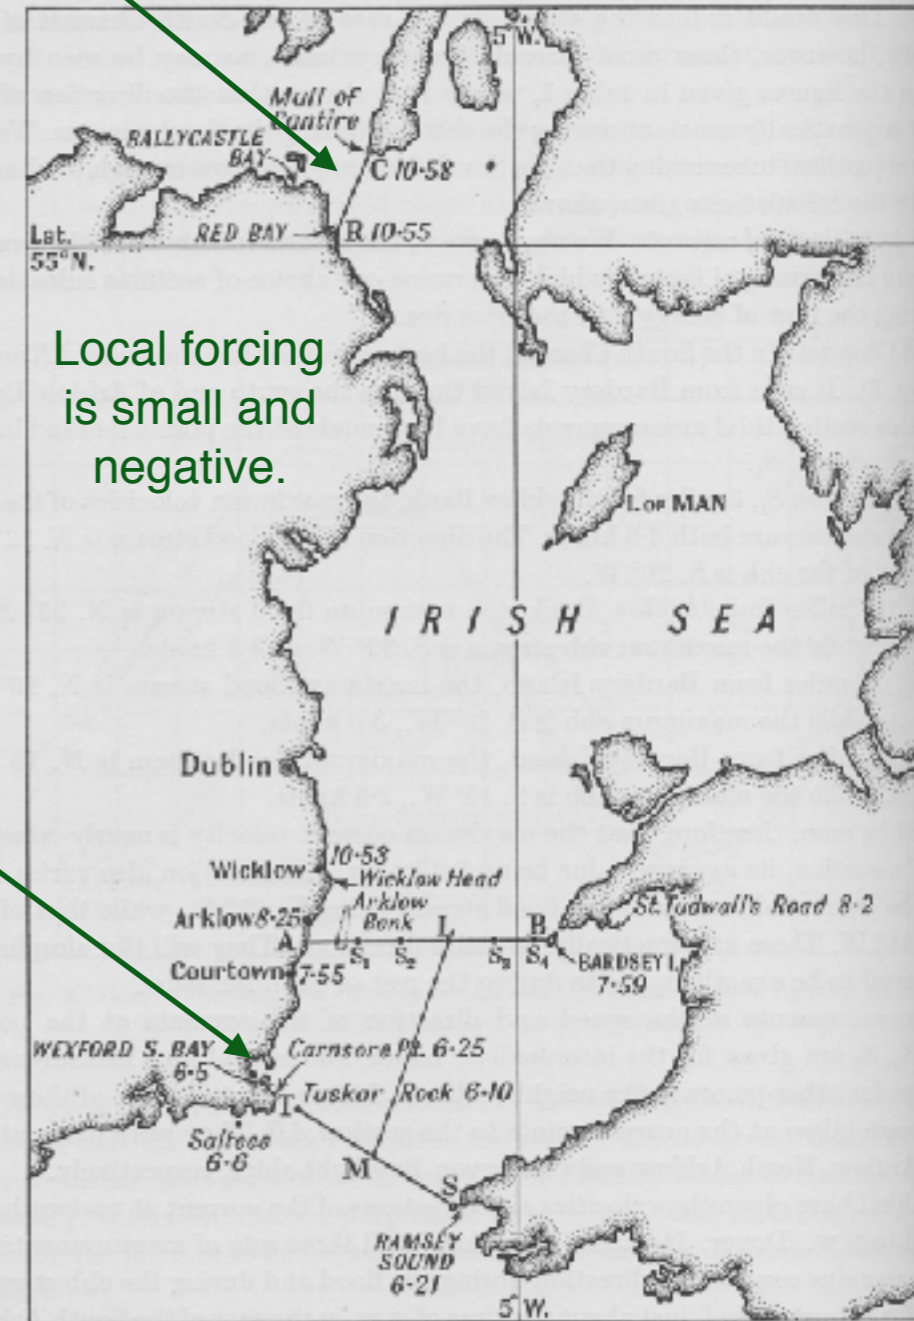 5° W.
Mull of
Cantire
BALLYCASTLE
BAY
C 10·58
Lat.
55° N.
RED BAY
R 10·55
Local forcing
is small and
negative.
I. OF MAN
IRISH SEA
Dublin
Wicklow
10·53
Wicklow Head
Arklow
Bank
Arklow 8·25
St. Tudwall's Road 8·2
A
L
B
S₁
S₂
S₃
S₄
Courtown
7·55
BARDSEY I.
7·59
WEXFORD S. BAY
6·5
Carnsore Pt. 6·25
T
Tuskar Rock 6·10
Saltees
6·6
M
S
RAMSEY
SOUND
6·21
5° W.